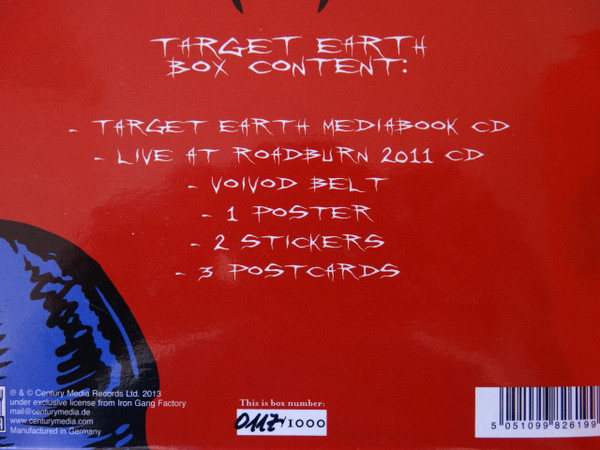 TARGET EARTH
BOX CONTENT:
- TARGET EARTH MEDIABOOK CD
- LIVE AT ROADBURN 2011 CD
- VOIVOD BELT
- 1 POSTER
- 2 STICKERS
- 3 POSTCARDS
℗ & © Century Media Records Ltd. 2013
under exclusive license from Iron Gang Factory
mail@centurymedia.de
www.centurymedia.com
Manufactured in Germany
This is box number:
0117/1000
5 051099 826199